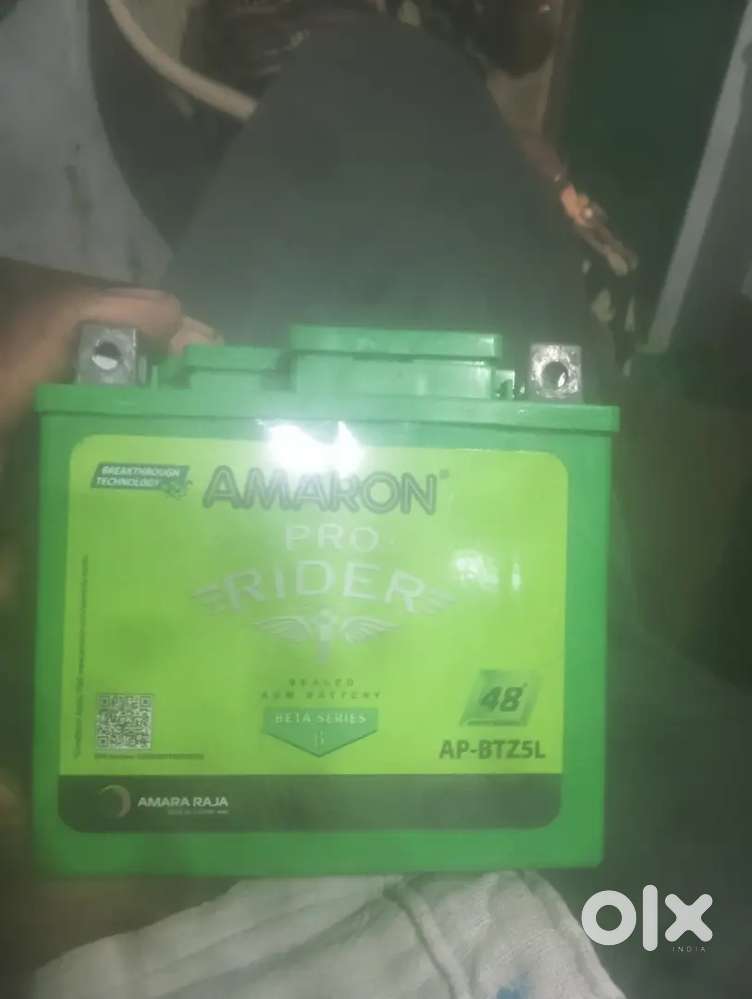 BREAKTHROUGH
TECHNOLOGY
AMARON®
PRO
RIDER
SEALED
AGM BATTERY
BETA SERIES
48
AP-BTZ5L
AMARA RAJA
olx
INDIA